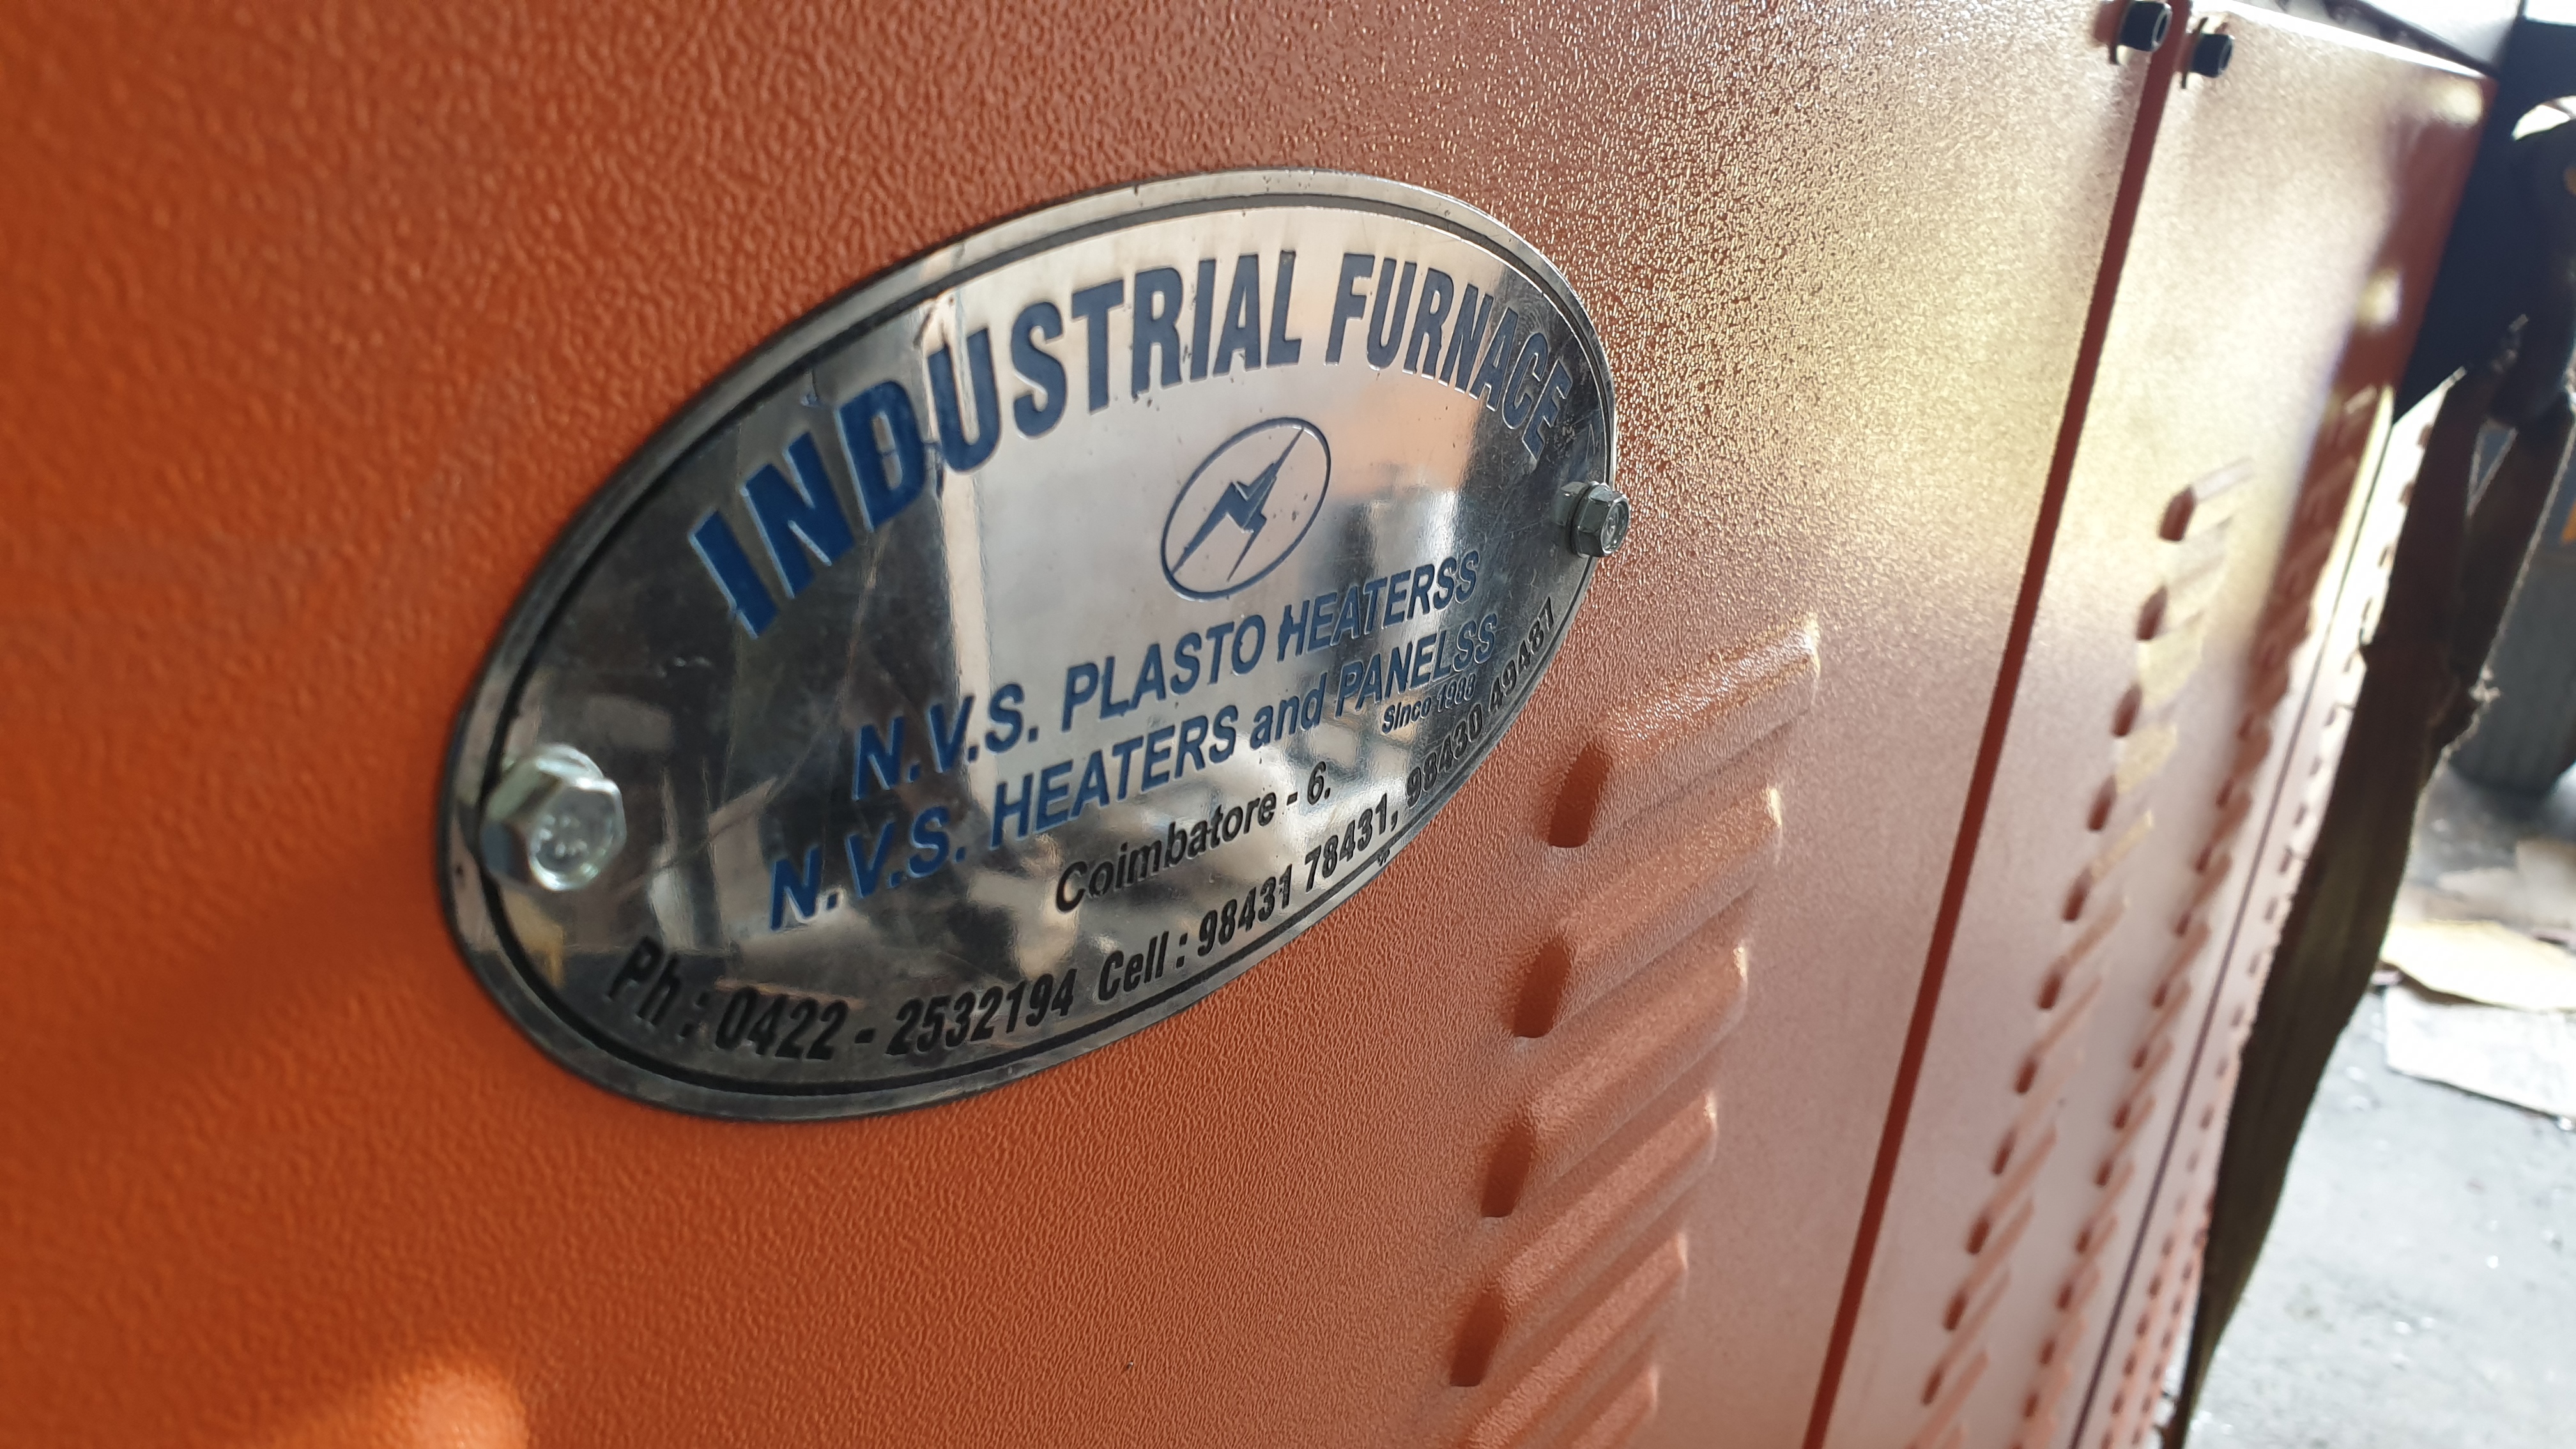 INDUSTRIAL FURNACE
N.V.S. PLASTO HEATERSS
N.V.S. HEATERS and PANELSS
Since 1988
Coimbatore - 6.
Ph : 0422 - 2532194 Cell : 98431 78431, 98430 49487